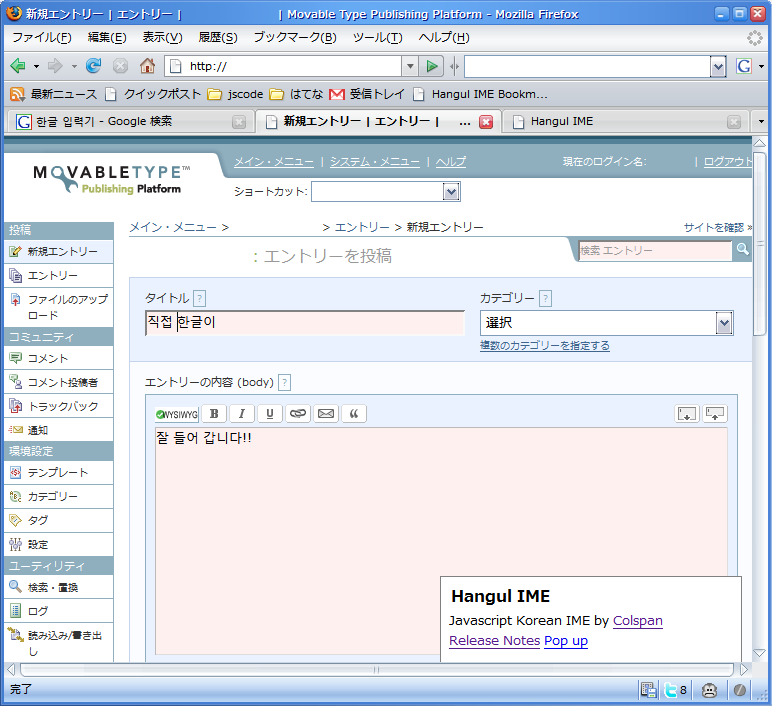 新規エントリー | エントリー | | Movable Type Publishing Platform - Mozilla Firefox
ファイル(F) 編集(E) 表示(V) 履歴(S) ブックマーク(B) ツール(T) ヘルプ(H)
http://
最新ニュース クイックポスト jscode はてな 受信トレイ Hangul IME Bookm...
한글 입력기 - Google 検索 新規エントリー | エントリー | ... Hangul IME
MOVABLETYPE™
Publishing Platform
メイン・メニュー | システム・メニュー | ヘルプ 現在のログイン名: | ログアウト
ショートカット:
メイン・メニュー > > エントリー > 新規エントリー サイトを確認 »
: エントリーを投稿
検索 エントリー
投稿
新規エントリー
エントリー
ファイルのアップ
ロード
コミュニティ
コメント
コメント投稿者
トラックバック
通知
環境設定
テンプレート
カテゴリー
タグ
設定
ユーティリティ
検索・置換
ログ
読み込み/書き出
し
タイトル ? カテゴリー ?
직접 한글이 選択
複数のカテゴリーを指定する
エントリーの内容 (body) ?
WYSIWYG B I U “
잘 들어 갑니다!!
Hangul IME
Javascript Korean IME by Colspan
Release Notes Pop up
完了 8